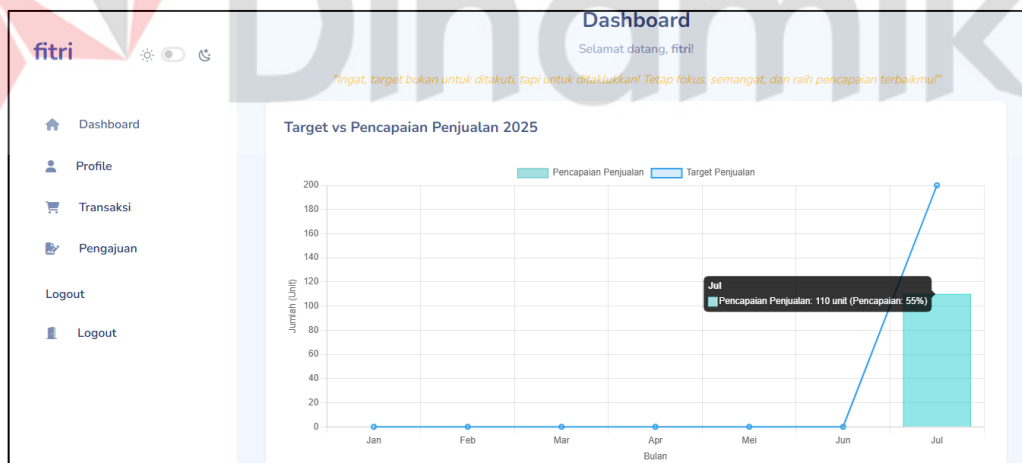 Dinamik
Dashboard
fitri
Selamat datang, fitri!
"Ingat, target bukan untuk ditakuti, tapi untuk ditaklukkan! Tetap fokus, semangat, dan raih pencapaian terbaikmu!"
Dashboard
Profile
Transaksi
Pengajuan
Logout
Logout
Target vs Pencapaian Penjualan 2025
Pencapaian Penjualan Target Penjualan
200
180
160
140
120
100
80
60
40
20
0
Jumlah (Unit)
Jul
Pencapaian Penjualan: 110 unit (Pencapaian: 55%)
Jan Feb Mar Apr Mei Jun Jul
Bulan